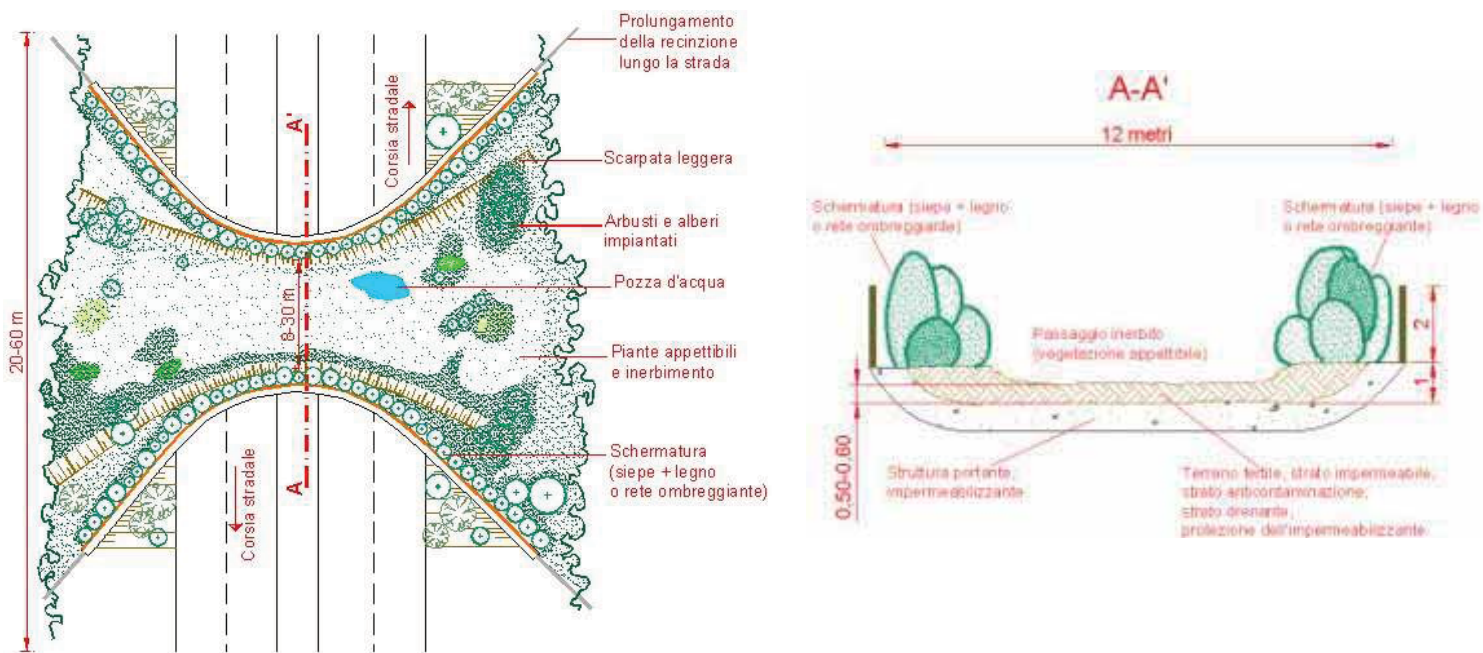 Prolungamento
della recinzione
lungo la strada
A'
Corsia stradale
Scarpata leggera
Arbusti e alberi
impiantati
Pozza d'acqua
8-30 m
20-60 m
Piante appettibili
e inerbimento
Schermatura
(siepe + legno
o rete ombreggiante)
A
Corsia stradale
A-A'
12 metri
Schermatura (siepe + legno
o rete ombreggiante)
Schermatura (siepe + legno
o rete ombreggiante)
Passaggio inerbito
(vegetazione appettibile)
2
1
0,50-0,60
Struttura portante,
impermeabilizzante
Terreno fertile, strato impermeabile,
strato anticontaminazione,
strato drenante,
protezione dell'impermeabilizzante